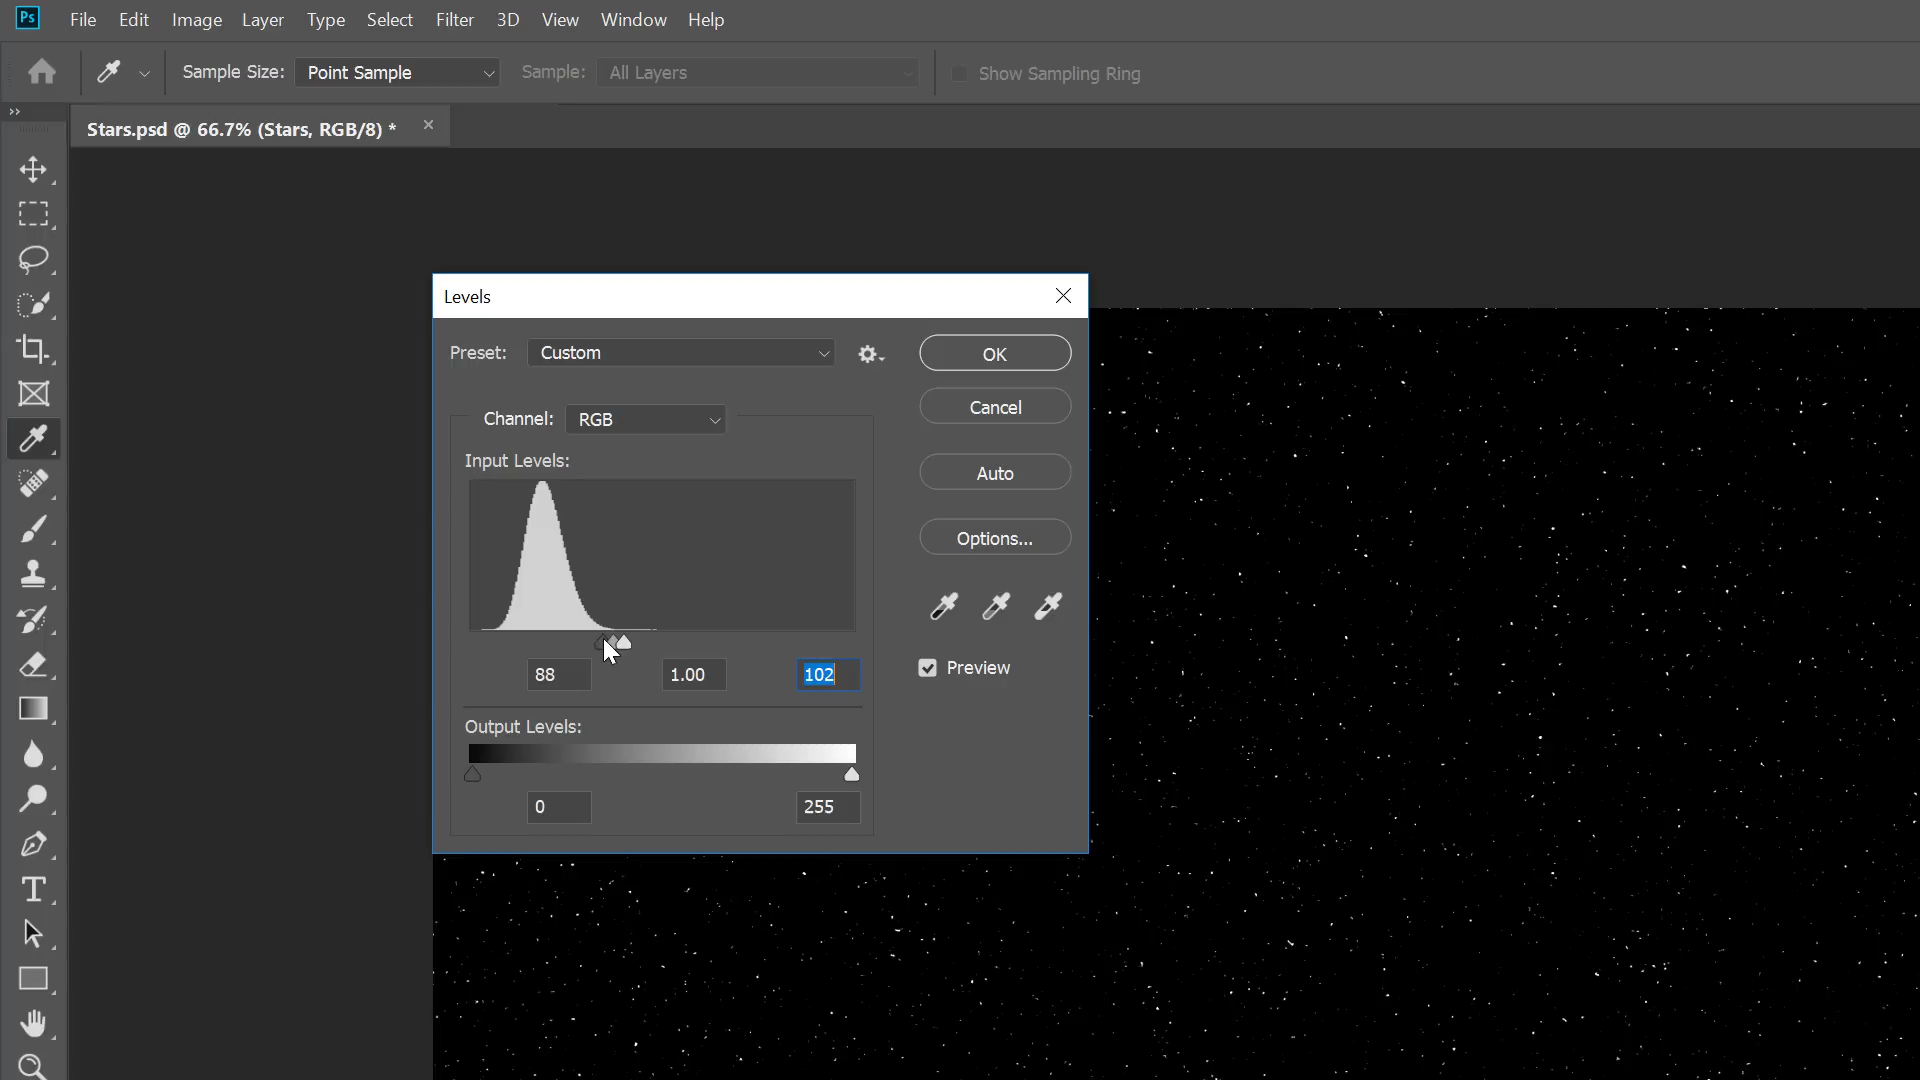 Ps
File Edit Image Layer Type Select Filter 3D View Window Help
Sample Size: Point Sample Sample: All Layers Show Sampling Ring
Stars.psd @ 66.7% (Stars, RGB/8) *
Levels
Preset: Custom
OK
Cancel
Channel: RGB
Input Levels:
Auto
Options...
88 1.00 102
Preview
Output Levels:
0 255